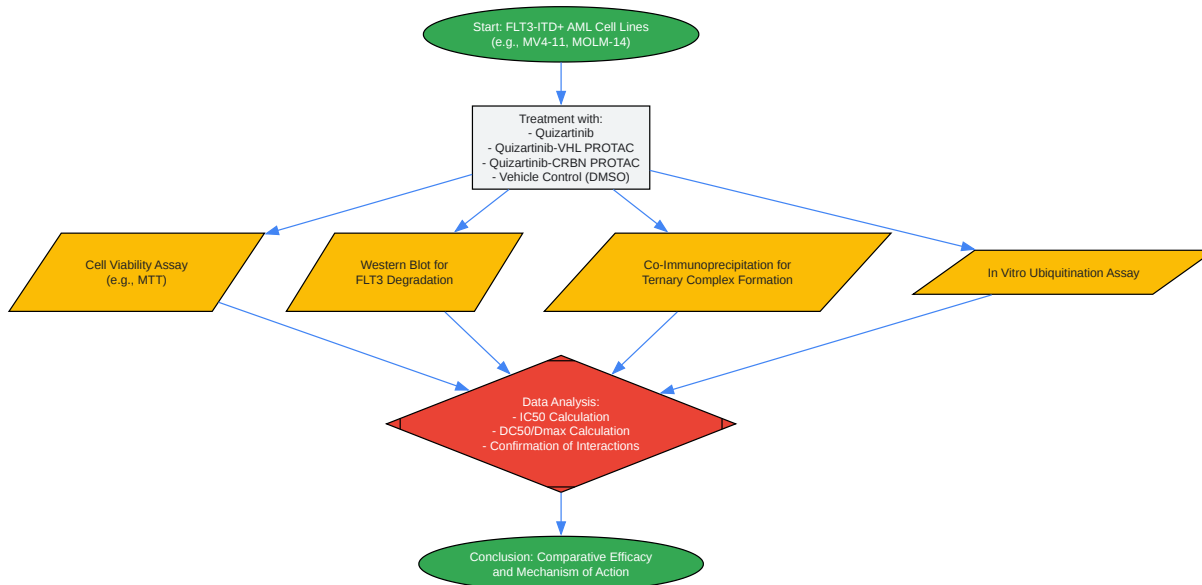 Start: FLT3-ITD+ AML Cell Lines
(e.g., MV4-11, MOLM-14)
Treatment with:
- Quizartinib
- Quizartinib-VHL PROTAC
- Quizartinib-CRBN PROTAC
- Vehicle Control (DMSO)
Cell Viability Assay
(e.g., MTT)
Western Blot for
FLT3 Degradation
Co-Immunoprecipitation for
Ternary Complex Formation
In Vitro Ubiquitination Assay
Data Analysis:
- IC50 Calculation
- DC50/Dmax Calculation
- Confirmation of Interactions
Conclusion: Comparative Efficacy
and Mechanism of Action